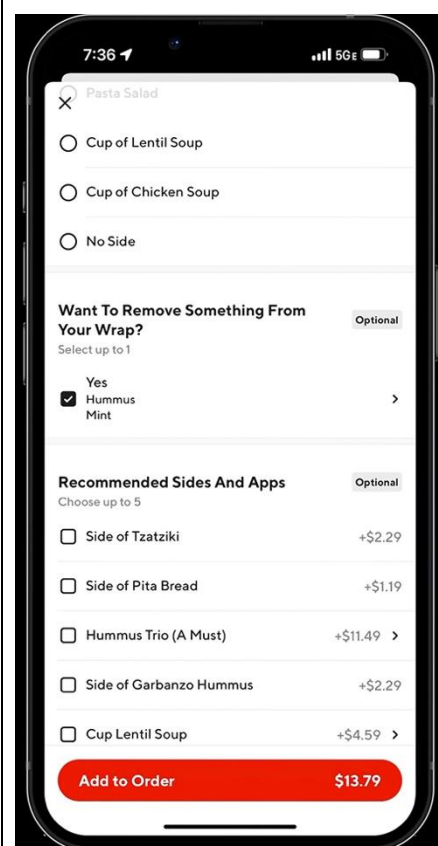 7:36
5GE
Pasta Salad
Cup of Lentil Soup
Cup of Chicken Soup
No Side
Want To Remove Something From
Your Wrap?
Optional
Select up to 1
Yes
Hummus
Mint
Recommended Sides And Apps
Optional
Choose up to 5
Side of Tzatziki
+$2.29
Side of Pita Bread
+$1.19
Hummus Trio (A Must)
+$11.49
Side of Garbanzo Hummus
+$2.29
Cup Lentil Soup
+$4.59
Add to Order
$13.79